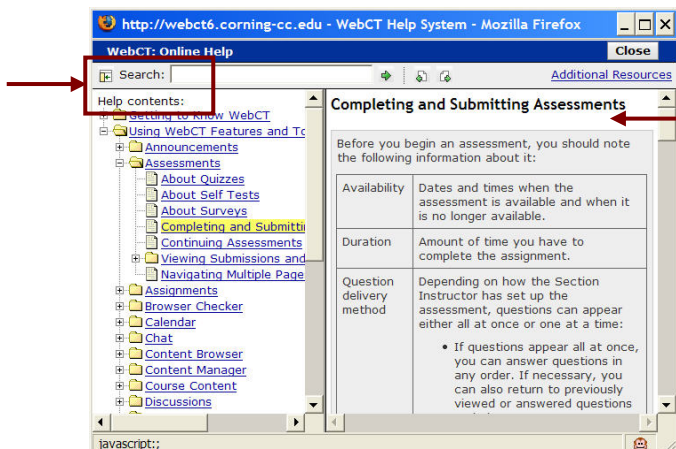 http://webct6.corning-cc.edu - WebCT Help System - Mozilla Firefox
WebCT: Online Help
Close
Search:
Additional Resources
Help contents:
Getting to Know WebCT
Using WebCT Features and To
Announcements
Assessments
About Quizzes
About Self Tests
About Surveys
Completing and Submitti
Continuing Assessments
Viewing Submissions and
Navigating Multiple Page
Assignments
Browser Checker
Calendar
Chat
Content Browser
Content Manager
Course Content
Discussions
Completing and Submitting Assessments
Before you begin an assessment, you should note
the following information about it:
Availability
Dates and times when the
assessment is available and when it
is no longer available.
Duration
Amount of time you have to
complete the assignment.
Question
delivery
method
Depending on how the Section
Instructor has set up the
assessment, questions can appear
either all at once or one at a time:
• If questions appear all at once,
you can answer questions in
any order. If necessary, you
can also return to previously
viewed or answered questions
javascript:;